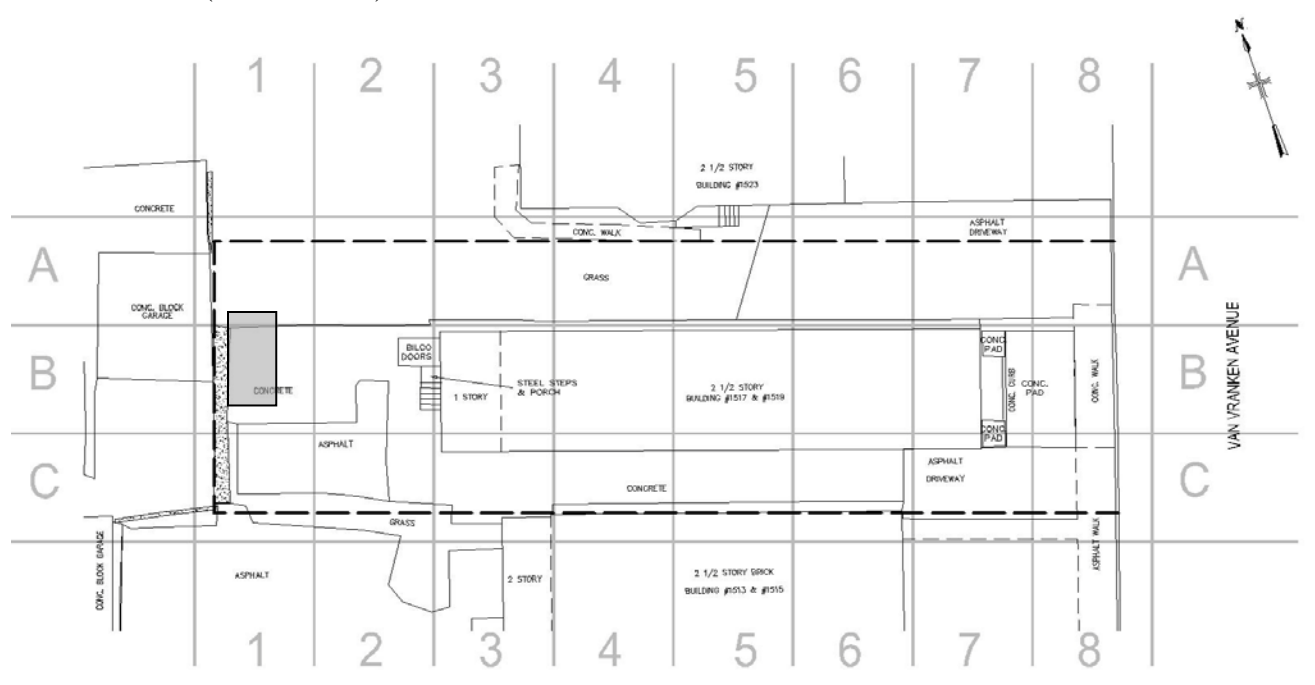 N
1 2 3 4 5 6 7 8
2 1/2 STORY
BUILDING #1523
CONCRETE
ASPHALT
DRIVEWAY
CONC. WALK
A
A
GRASS
CONC. BLOCK
GARAGE
VAN VRANKEN AVENUE
BILCO
DOORS
CONC
PAD
B
B
STEEL STEPS
& PORCH
CONCRETE
1 STORY
2 1/2 STORY
BUILDING #1517 & #1519
CONC. CURB
CONC.
PAD
CONC. WALK
CONC
PAD
ASPHALT
ASPHALT
DRIVEWAY
C
C
CONCRETE
GRASS
ASPHALT WALK
CONC. BLOCK GARAGE
ASPHALT
2 STORY
2 1/2 STORY BRICK
BUILDING #1513 & #1515
1 2 3 4 5 6 7 8